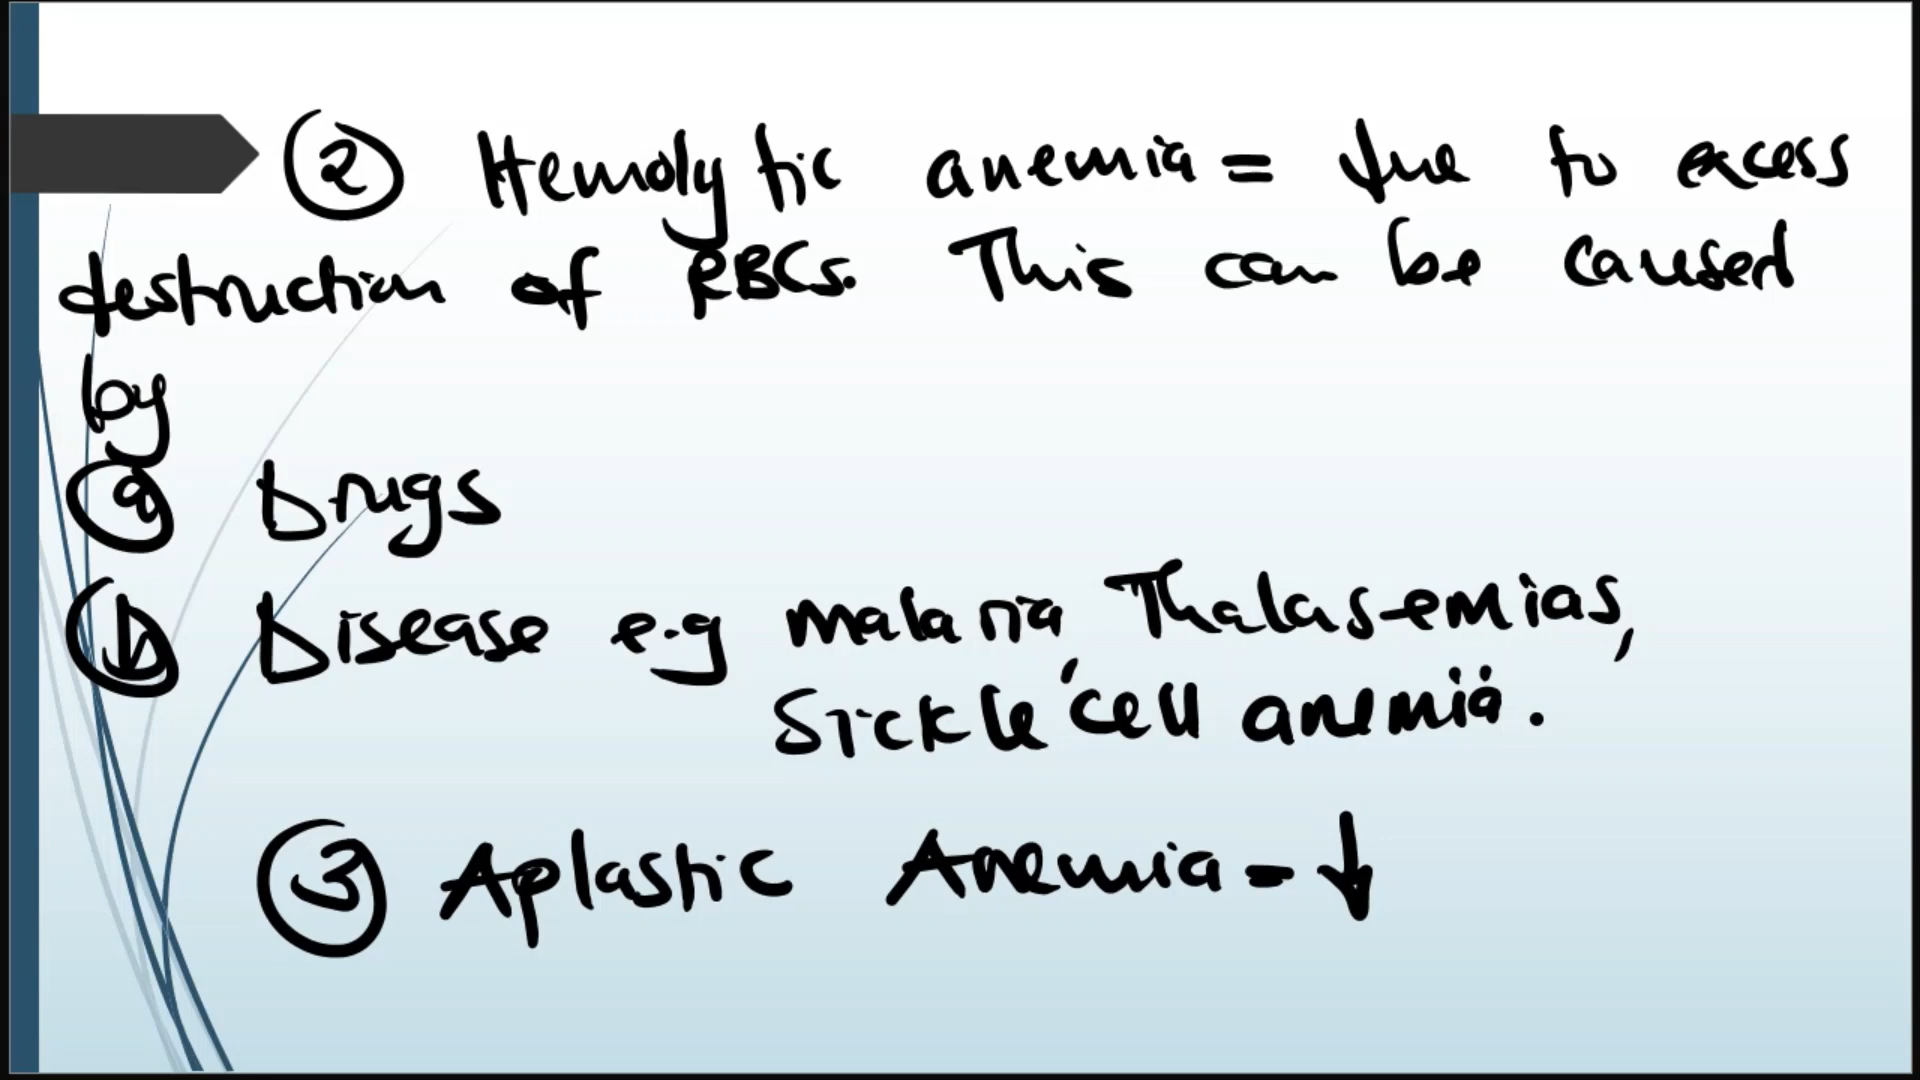 ② Hemolytic anemia = due to excess
destruction of RBCs. This can be caused
by
ⓐ Drugs
ⓑ Disease e.g malaria, Thalasemias,
Sickle cell anemia.
③ Aplastic Anemia - ↓